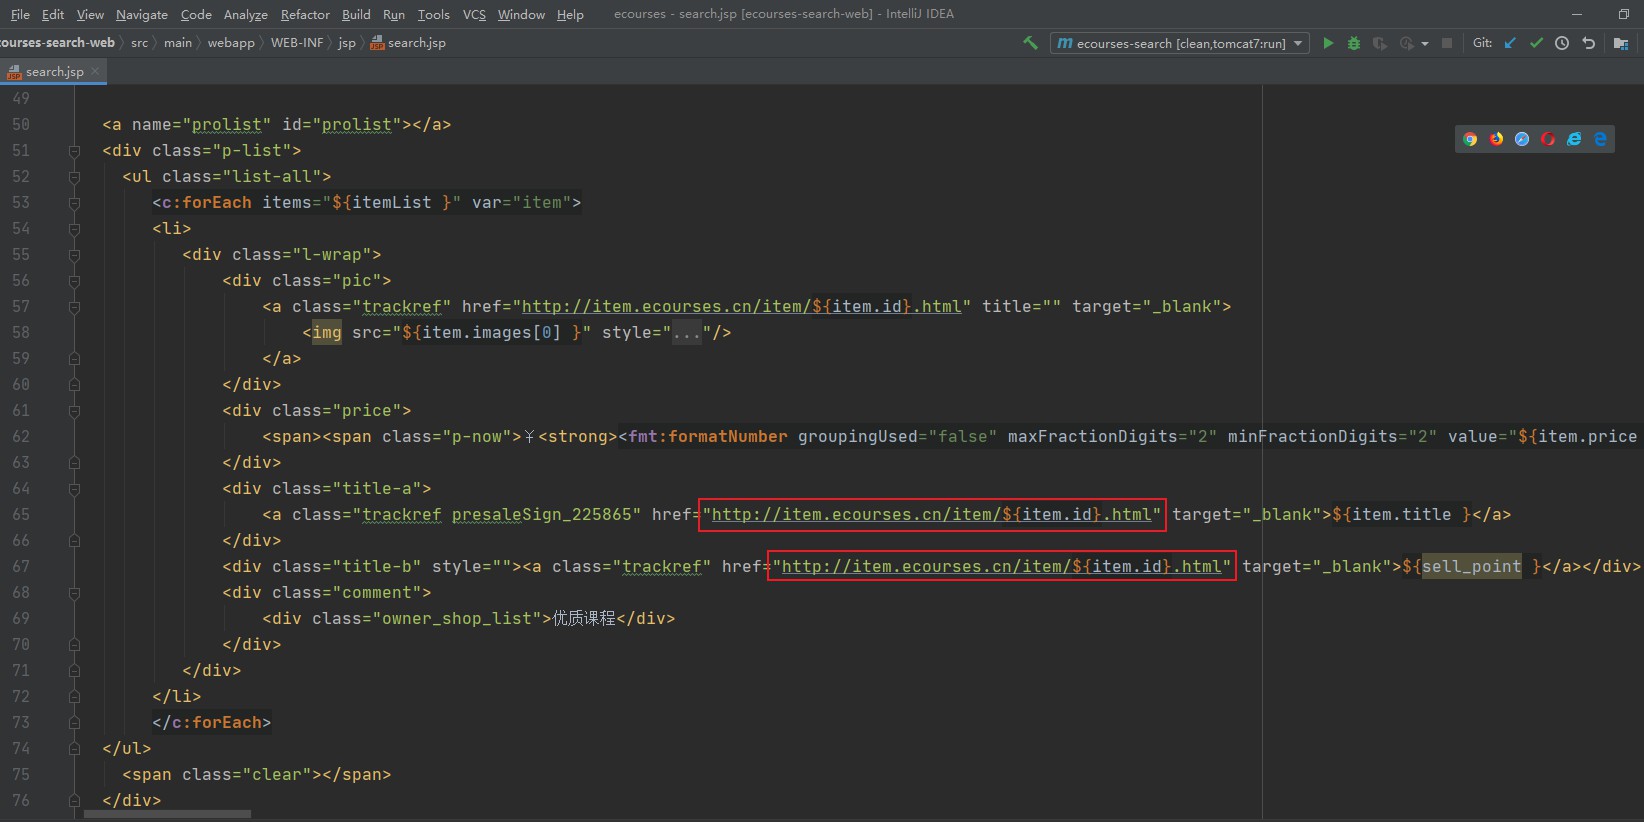 File Edit View Navigate Code Analyze Refactor Build Run Tools VCS Window Help ecourses - search.jsp [ecourses-search-web] - IntelliJ IDEA
courses-search-web src main webapp WEB-INF jsp search.jsp ecourses-search [clean,tomcat7:run] Git:
search.jsp
49
50 <a name="prolist" id="prolist"></a>
51 <div class="p-list">
52 <ul class="list-all">
53 <c:forEach items="${itemList }" var="item">
54 <li>
55 <div class="l-wrap">
56 <div class="pic">
57 <a class="trackref" href="http://item.ecourses.cn/item/${item.id}.html" title="" target="_blank">
58 <img src="${item.images[0] }" style="..."/>
59 </a>
60 </div>
61 <div class="price">
62 <span><span class="p-now">¥<strong><fmt:formatNumber groupingUsed="false" maxFractionDigits="2" minFractionDigits="2" value="${item.price
63 </div>
64 <div class="title-a">
65 <a class="trackref presaleSign_225865" href="http://item.ecourses.cn/item/${item.id}.html" target="_blank">${item.title }</a>
66 </div>
67 <div class="title-b" style=""><a class="trackref" href="http://item.ecourses.cn/item/${item.id}.html" target="_blank">${sell_point }</a></div>
68 <div class="comment">
69 <div class="owner_shop_list">优质课程</div>
70 </div>
71 </div>
72 </li>
73 </c:forEach>
74 </ul>
75 <span class="clear"></span>
76 </div>